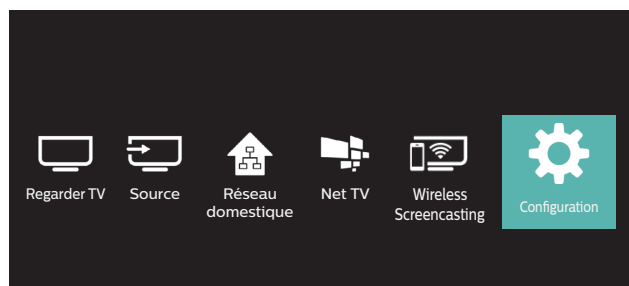 Regarder TV
Source
Réseau
domestique
Net TV
Wireless
Screencasting
Configuration